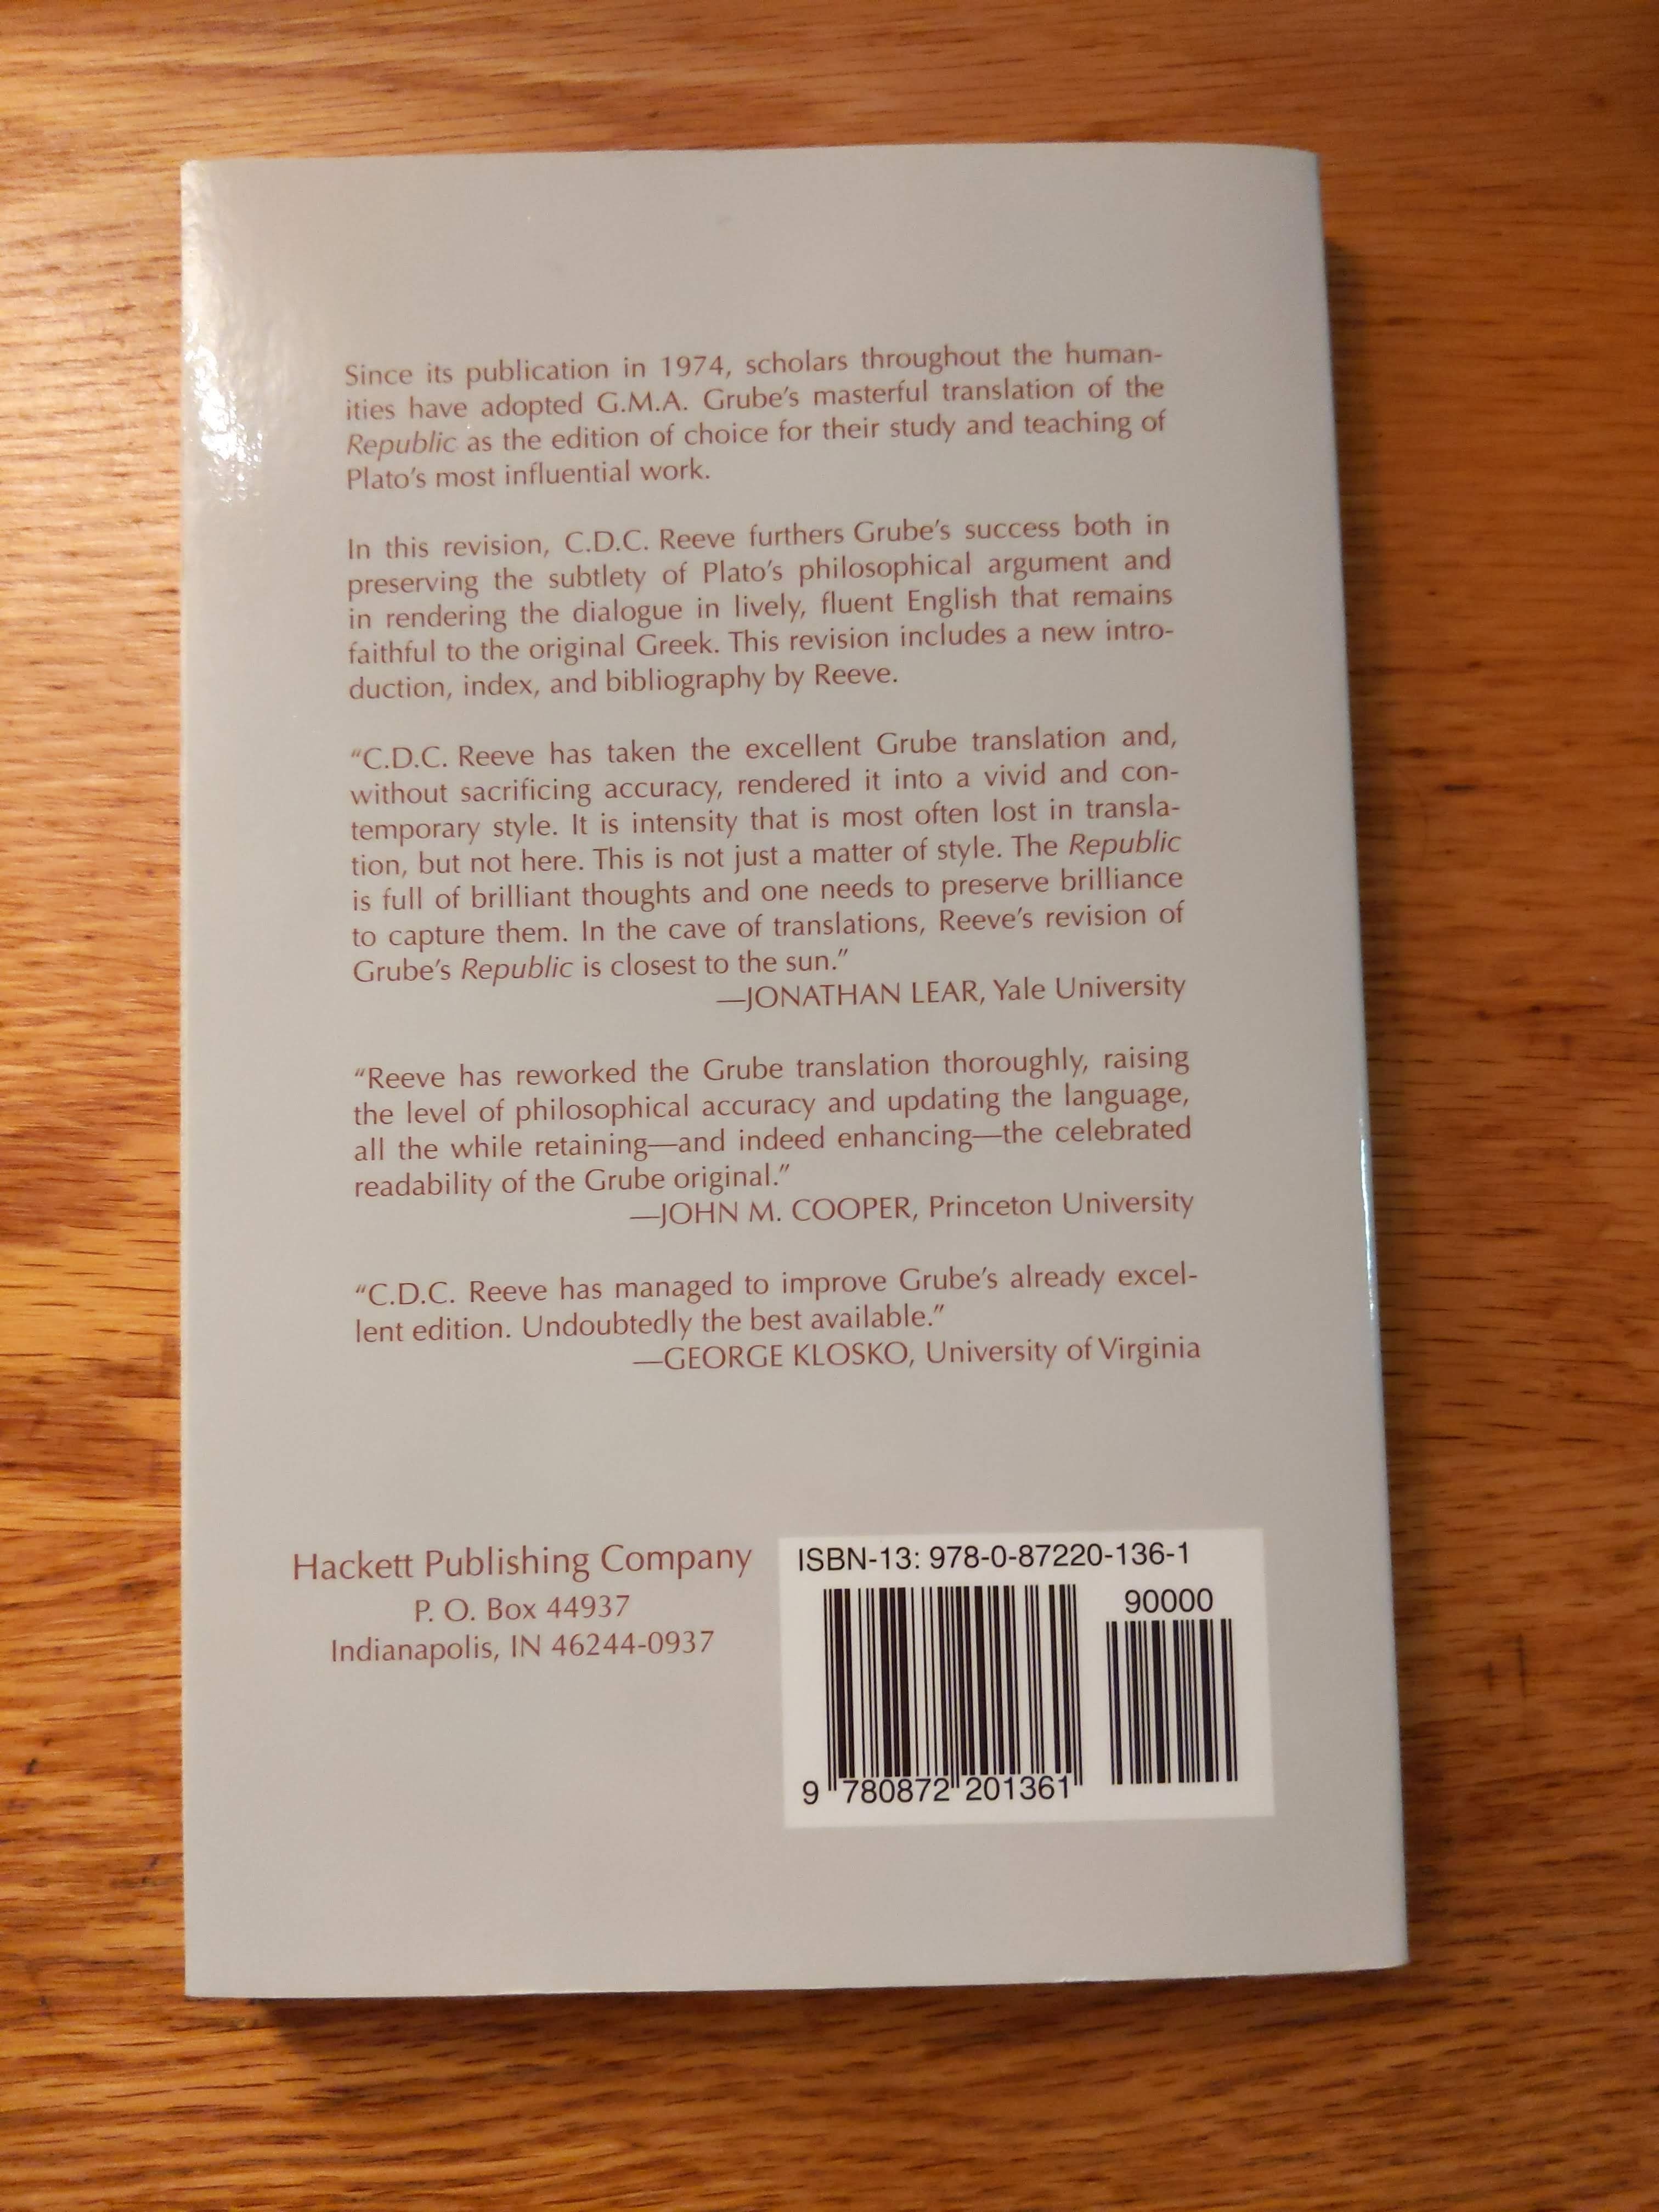 Since its publication in 1974, scholars throughout the human-
ities have adopted G.M.A. Grube’s masterful translation of the
Republic as the edition of choice for their study and teaching of
Plato’s most influential work.
In this revision, C.D.C. Reeve furthers Grube’s success both in
preserving the subtlety of Plato’s philosophical argument and
in rendering the dialogue in lively, fluent English that remains
faithful to the original Greek. This revision includes a new intro-
duction, index, and bibliography by Reeve.
“C.D.C. Reeve has taken the excellent Grube translation and,
without sacrificing accuracy, rendered it into a vivid and con-
temporary style. It is intensity that is most often lost in transla-
tion, but not here. This is not just a matter of style. The Republic
is full of brilliant thoughts and one needs to preserve brilliance
to capture them. In the cave of translations, Reeve’s revision of
Grube’s Republic is closest to the sun.”
—JONATHAN LEAR, Yale University
“Reeve has reworked the Grube translation thoroughly, raising
the level of philosophical accuracy and updating the language,
all the while retaining—and indeed enhancing—the celebrated
readability of the Grube original.”
—JOHN M. COOPER, Princeton University
“C.D.C. Reeve has managed to improve Grube’s already excel-
lent edition. Undoubtedly the best available.”
—GEORGE KLOSKO, University of Virginia
Hackett Publishing Company
P. O. Box 44937
Indianapolis, IN 46244-0937
ISBN-13: 978-0-87220-136-1
90000
9 780872 201361